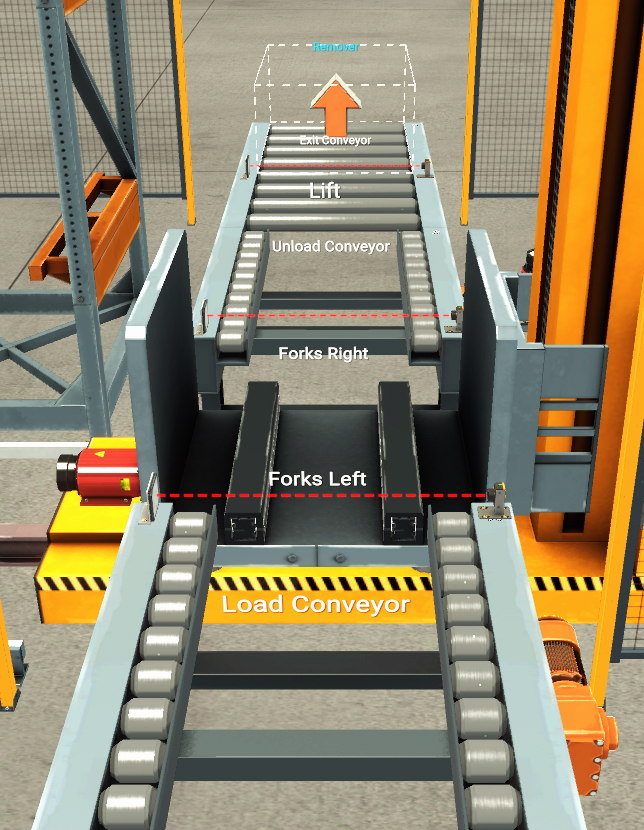 Remover
Exit Conveyor
Lift
Unload Conveyor
Forks Right
Forks Left
Load Conveyor